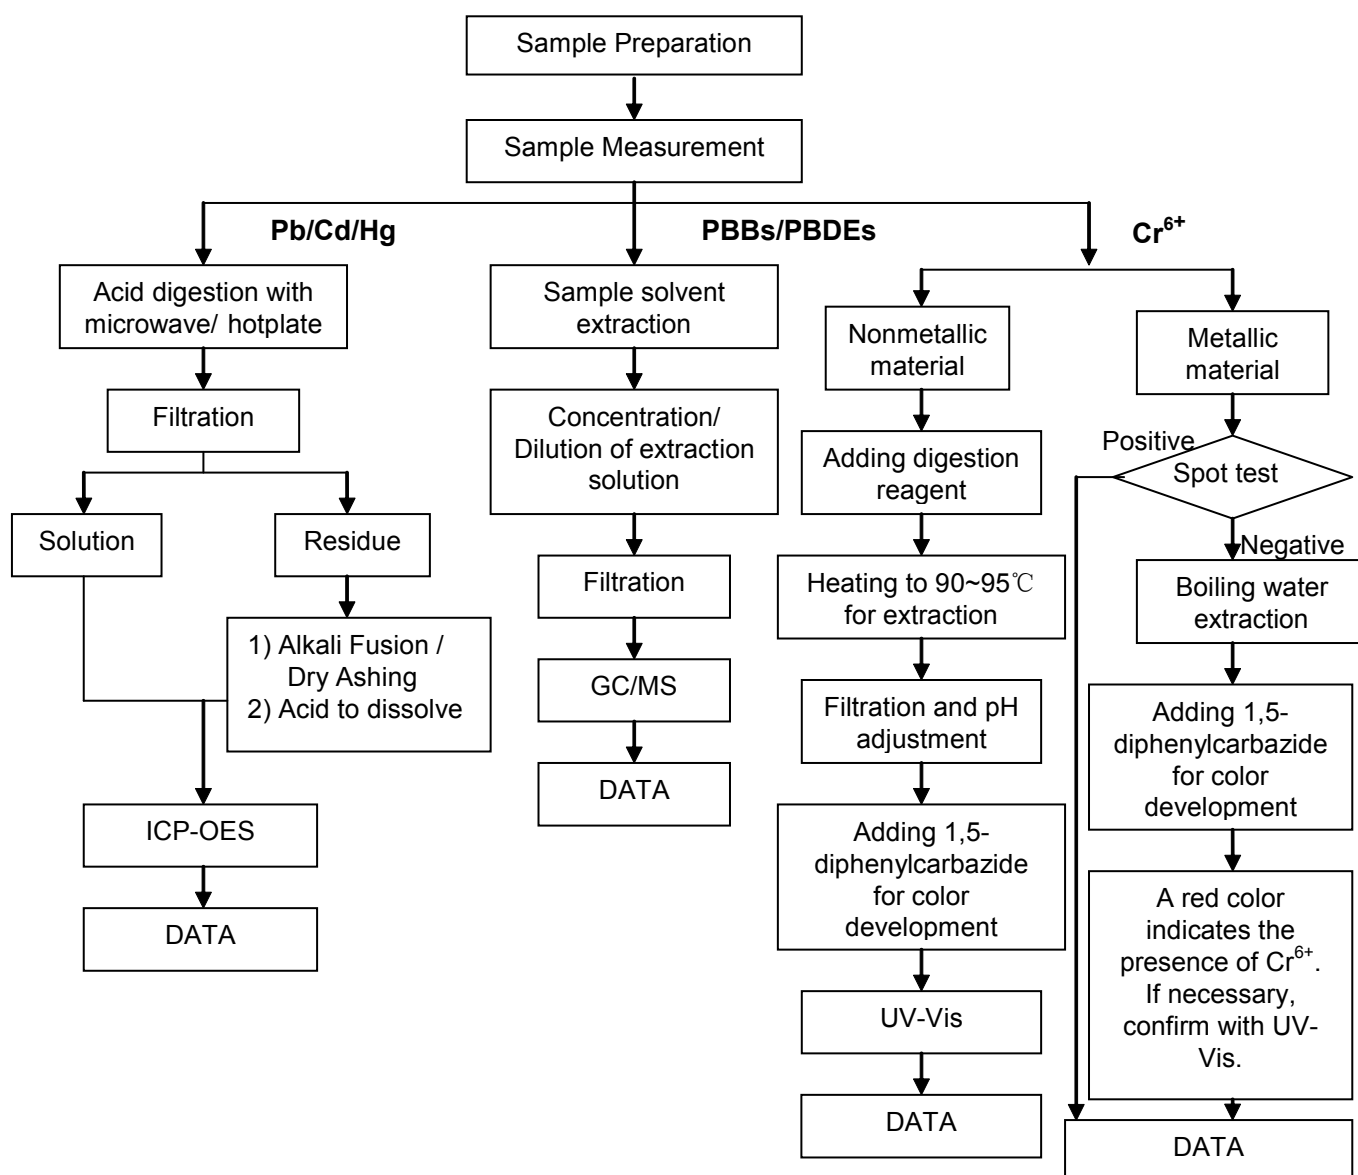 Sample Preparation
Sample Measurement
Pb/Cd/Hg
PBBs/PBDEs
Cr⁶⁺
Acid digestion with
microwave/ hotplate
Filtration
Solution
Residue
1) Alkali Fusion /
Dry Ashing
2) Acid to dissolve
ICP-OES
DATA
Sample solvent
extraction
Concentration/
Dilution of extraction
solution
Filtration
GC/MS
DATA
Nonmetallic
material
Adding digestion
reagent
Heating to 90~95℃
for extraction
Filtration and pH
adjustment
Adding 1,5-
diphenylcarbazide
for color
development
UV-Vis
DATA
Metallic
material
Positive
Spot test
Negative
Boiling water
extraction
Adding 1,5-
diphenylcarbazide
for color
development
A red color
indicates the
presence of Cr⁶⁺.
If necessary,
confirm with UV-
Vis.
DATA